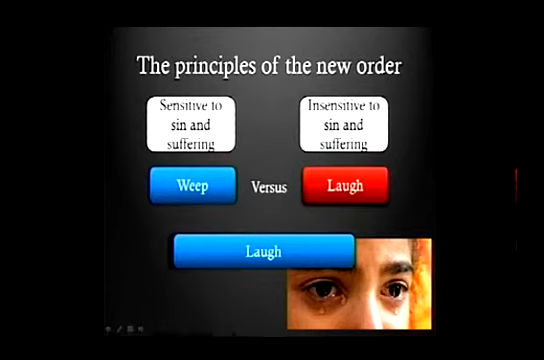 The principles of the new order
Sensitive to
sin and
suffering
Insensitive to
sin and
suffering
Weep
Versus
Laugh
Laugh